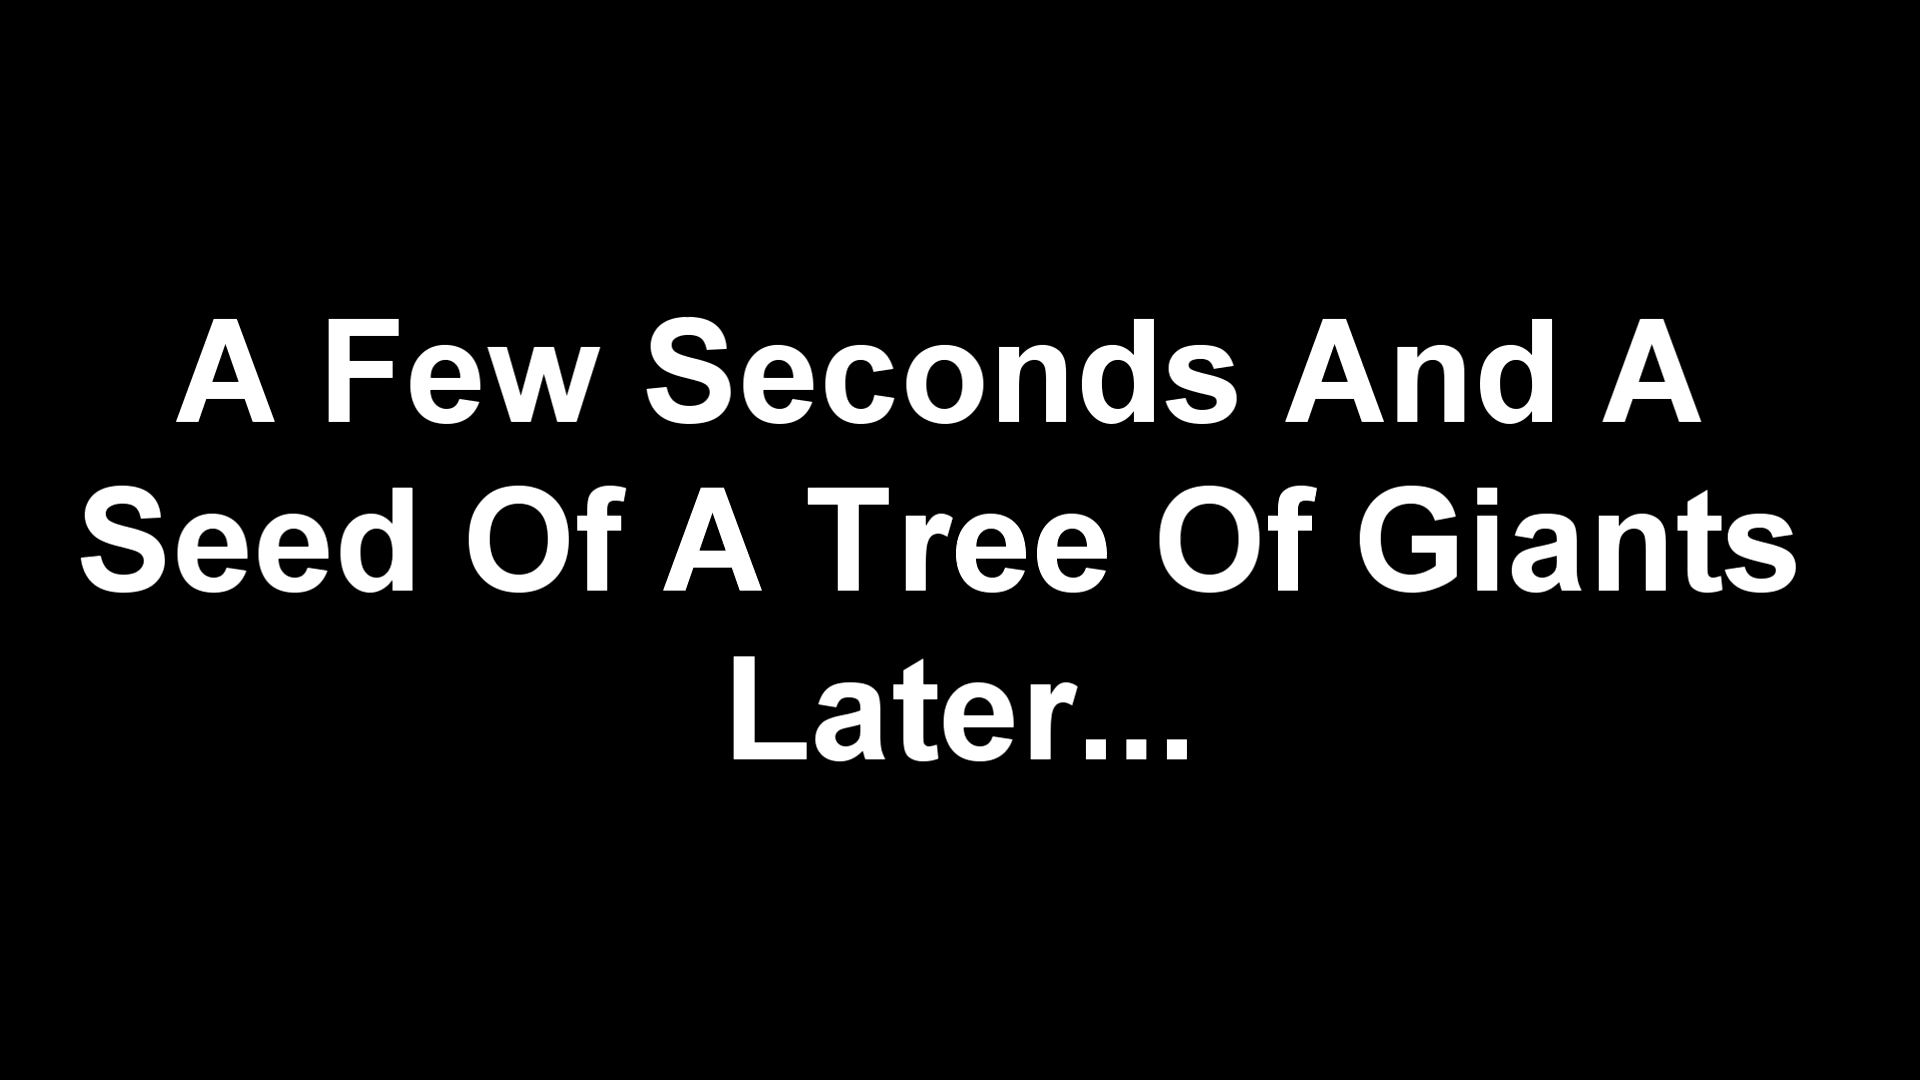 A Few Seconds And A
Seed Of A Tree Of Giants
Later...